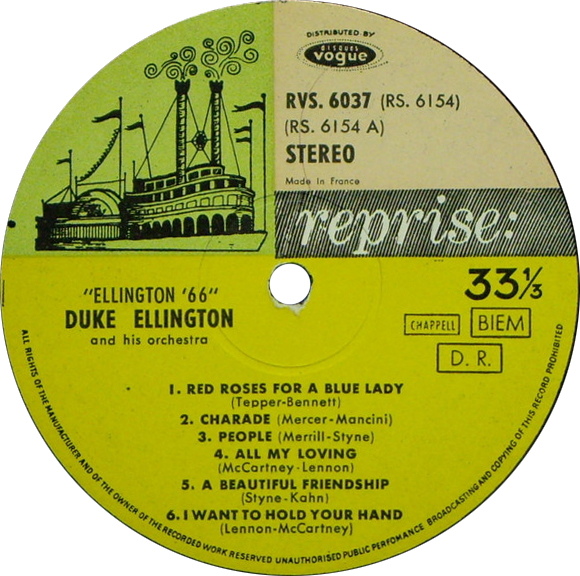 DISTRIBUTED BY
DISQUES
vogue
RVS. 6037 (RS. 6154)
(RS. 6154 A)
STEREO
Made in France
reprise:
33⅓
CHAPPELL
BIEM
D. R.
"ELLINGTON '66"
DUKE ELLINGTON
and his orchestra
1. RED ROSES FOR A BLUE LADY
(Tepper-Bennett)
2. CHARADE (Mercer-Mancini)
3. PEOPLE (Merrill-Styne)
4. ALL MY LOVING
(McCartney-Lennon)
5. A BEAUTIFUL FRIENDSHIP
(Styne-Kahn)
6. I WANT TO HOLD YOUR HAND
(Lennon-McCartney)
ALL RIGHTS OF THE MANUFACTURER AND OF THE OWNER OF THE RECORDED WORK RESERVED UNAUTHORISED PUBLIC PERFOMANCE BROADCASTING AND COPYING OF THIS RECORD PROHIBITED